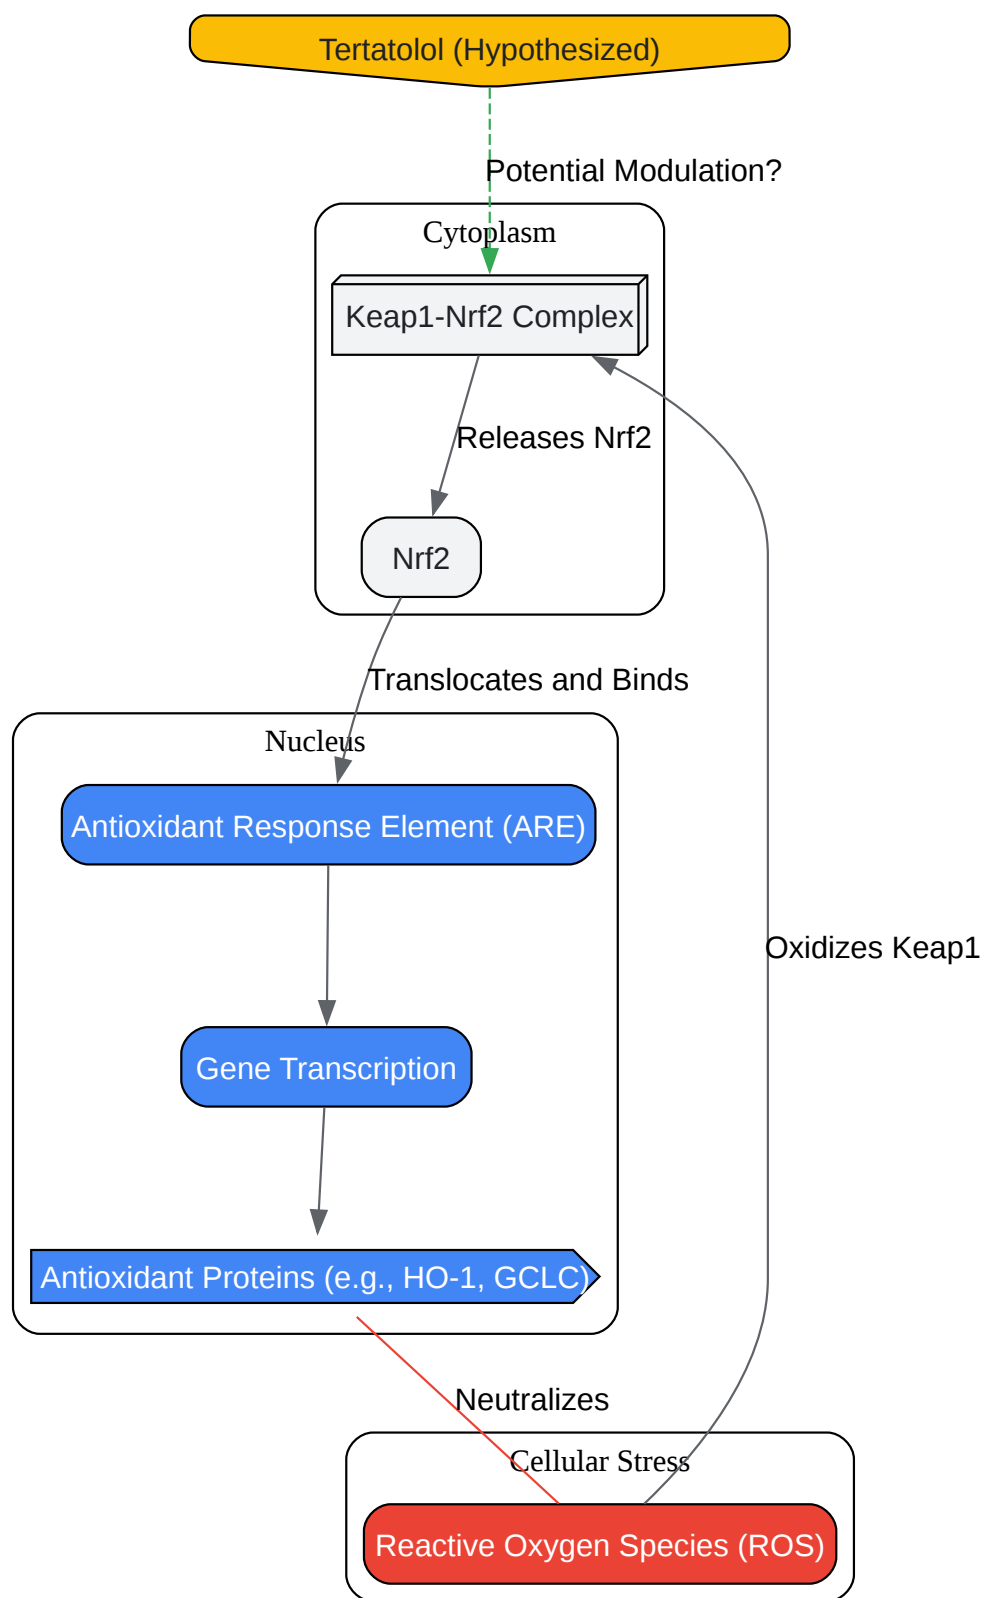 Tertatolol (Hypothesized)
Potential Modulation?
Cytoplasm
Keap1-Nrf2 Complex
Releases Nrf2
Nrf2
Translocates and Binds
Nucleus
Antioxidant Response Element (ARE)
Oxidizes Keap1
Gene Transcription
Antioxidant Proteins (e.g., HO-1, GCLC)
Neutralizes
Cellular Stress
Reactive Oxygen Species (ROS)